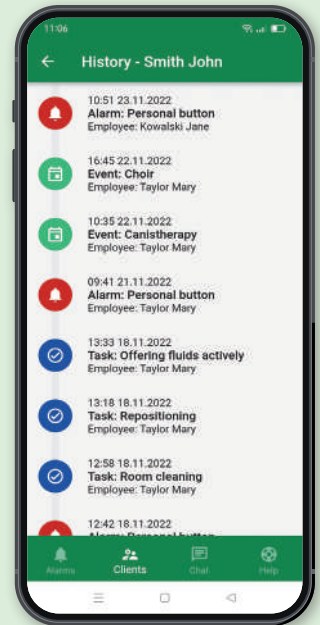 11:06
History - Smith John
10:51 23.11.2022
Alarm: Personal button
Employee: Kowalski Jane
16:45 22.11.2022
Event: Choir
Employee: Taylor Mary
10:35 22.11.2022
Event: Canistherapy
Employee: Taylor Mary
09:41 21.11.2022
Alarm: Personal button
Employee: Taylor Mary
13:33 18.11.2022
Task: Offering fluids actively
Employee: Taylor Mary
13:18 18.11.2022
Task: Repositioning
Employee: Taylor Mary
12:58 18.11.2022
Task: Room cleaning
Employee: Taylor Mary
12:42 18.11.2022
Alarm: Personal button
Alarms Clients Chat Help